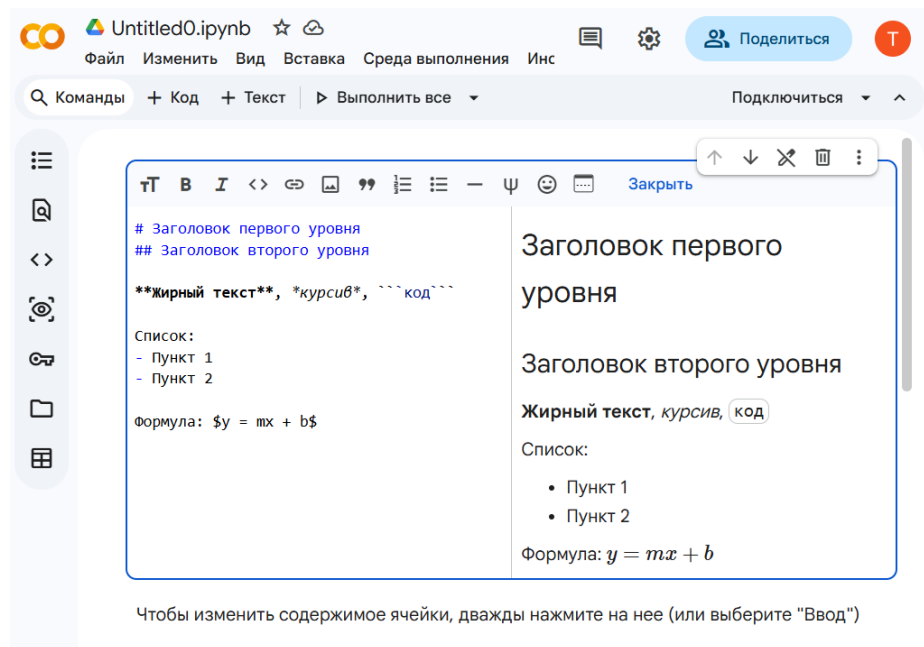 Untitled0.ipynb
Файл Изменить Вид Вставка Среда выполнения Инс
Поделиться
T
Команды + Код + Текст Выполнить все
Подключиться
Закрыть
# Заголовок первого уровня
## Заголовок второго уровня
**Жирный текст**, *курсив*, ```код```
Список:
- Пункт 1
- Пункт 2
Формула: $y = mx + b$
Заголовок первого
уровня
Заголовок второго уровня
Жирный текст, курсив, код
Список:
• Пункт 1
• Пункт 2
Формула: y = mx + b
Чтобы изменить содержимое ячейки, дважды нажмите на нее (или выберите "Ввод")